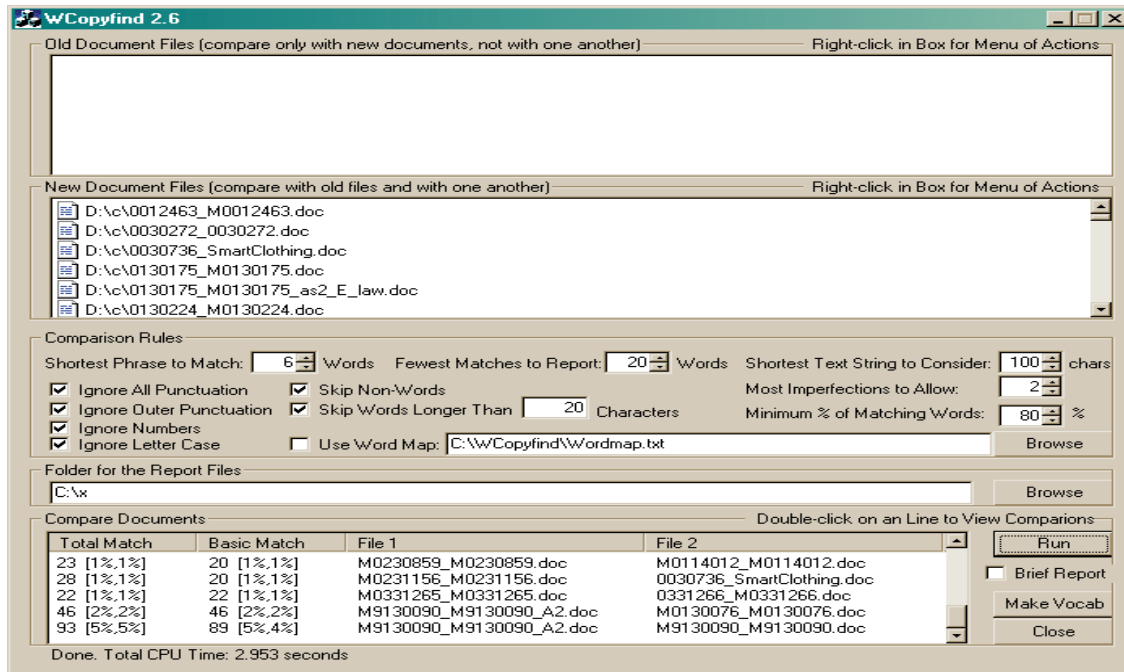 WCopyfind 2.6
Old Document Files (compare only with new documents, not with one another) Right-click in Box for Menu of Actions
New Document Files (compare with old files and with one another) Right-click in Box for Menu of Actions
D:\c\0012463_M0012463.doc
D:\c\0030272_0030272.doc
D:\c\0030736_SmartClothing.doc
D:\c\0130175_M0130175.doc
D:\c\0130175_M0130175_as2_E_law.doc
D:\c\0130224_M0130224.doc
Comparison Rules
Shortest Phrase to Match: 6 Words Fewest Matches to Report: 20 Words Shortest Text String to Consider: 100 chars
Ignore All Punctuation Skip Non-Words Most Imperfections to Allow: 2
Ignore Outer Punctuation Skip Words Longer Than 20 Characters Minimum % of Matching Words: 80 %
Ignore Numbers
Ignore Letter Case Use Word Map: C:\WCopyfind\Wordmap.txt Browse
Folder for the Report Files
C:\x Browse
Compare Documents Double-click on an Line to View Comparions
Total Match Basic Match File 1 File 2 Run
23 [1%,1%] 20 [1%,1%] M0230859_M0230859.doc M0114012_M0114012.doc
28 [1%,1%] 20 [1%,1%] M0231156_M0231156.doc 0030736_SmartClothing.doc Brief Report
22 [1%,1%] 22 [1%,1%] M0331265_M0331265.doc 0331266_M0331266.doc
46 [2%,2%] 46 [2%,2%] M9130090_M9130090_A2.doc M0130076_M0130076.doc Make Vocab
93 [5%,5%] 89 [5%,4%] M9130090_M9130090_A2.doc M9130090_M9130090.doc Close
Done. Total CPU Time: 2.953 seconds